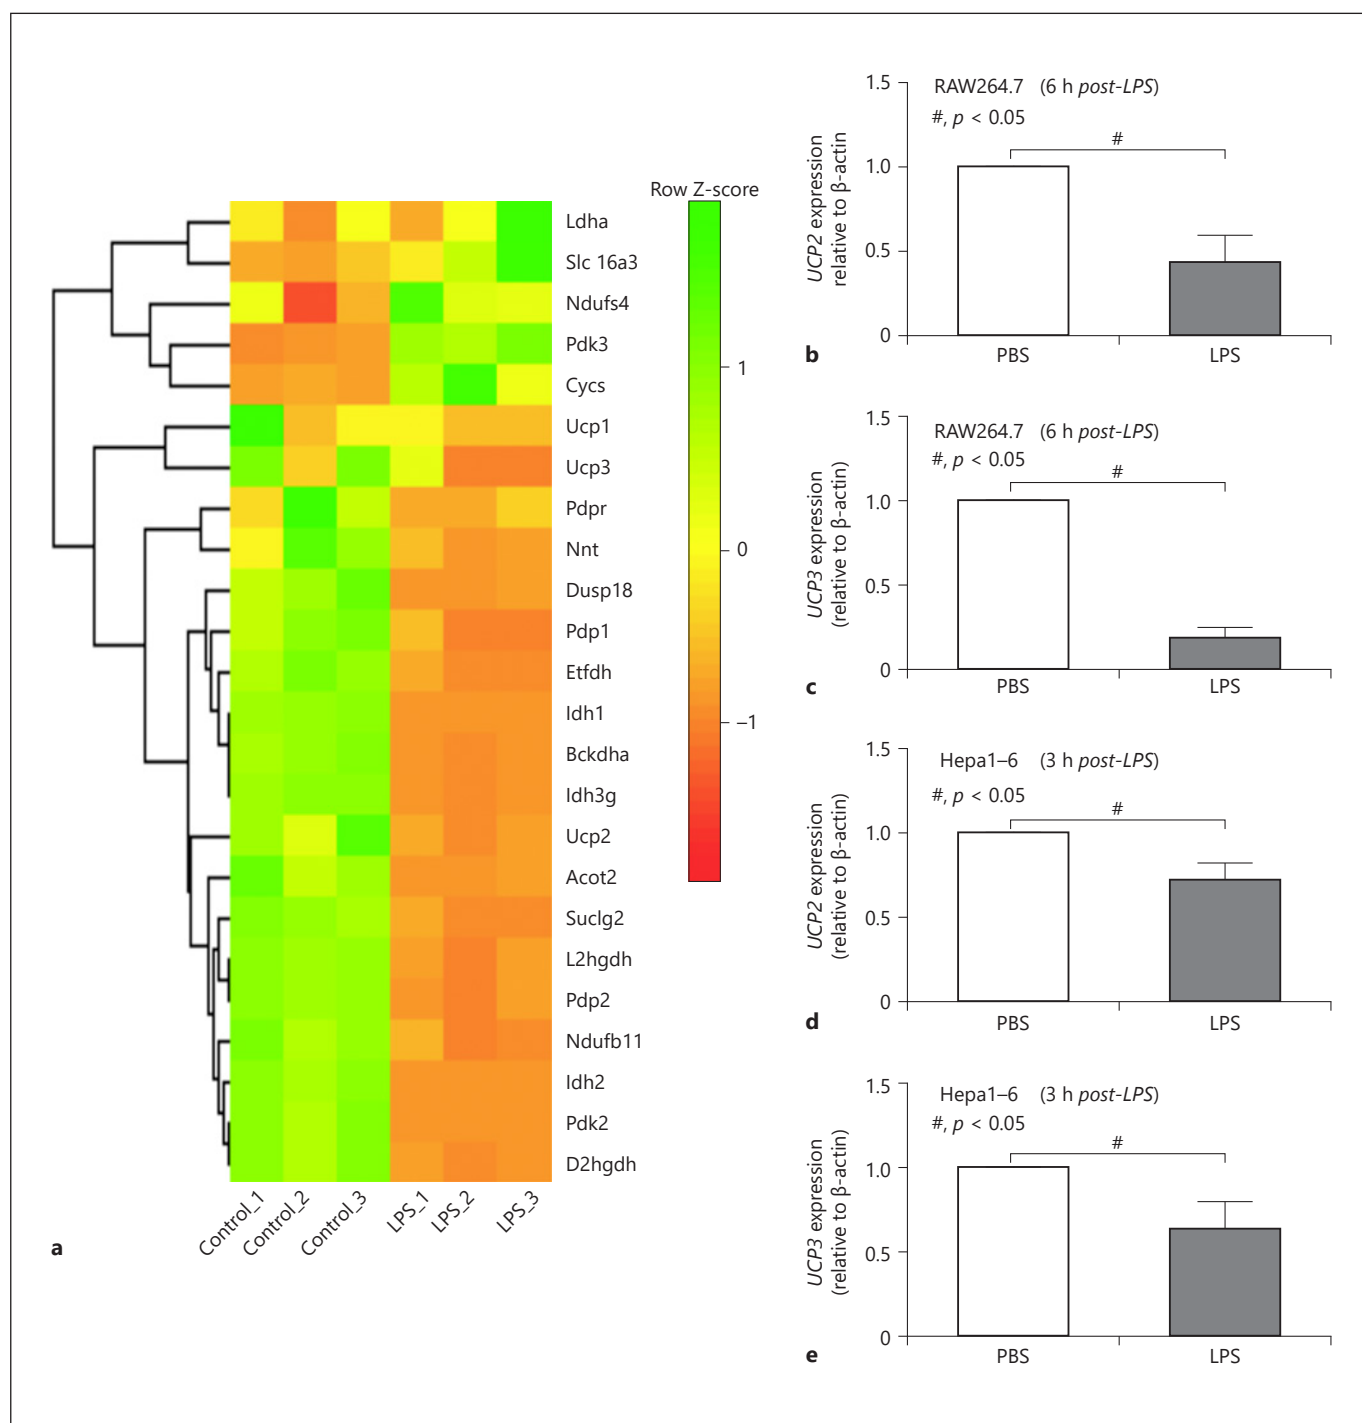 Row Z-score
1
0
–1
Ldha
Slc 16a3
Ndufs4
Pdk3
Cycs
Ucp1
Ucp3
Pdpr
Nnt
Dusp18
Pdp1
Etfdh
Idh1
Bckdha
Idh3g
Ucp2
Acot2
Suclg2
L2hgdh
Pdp2
Ndufb11
Idh2
Pdk2
D2hgdh
Control_1
Control_2
Control_3
LPS_1
LPS_2
LPS_3
a
RAW264.7 (6 h post-LPS)
#, p < 0.05
#
UCP2 expression
relative to β-actin
1.5
1.0
0.5
0
PBS
LPS
b
RAW264.7 (6 h post-LPS)
#, p < 0.05
#
UCP3 expression
(relative to β-actin)
1.5
1.0
0.5
0
PBS
LPS
c
Hepa1–6 (3 h post-LPS)
#, p < 0.05
#
UCP2 expression
(relative to β-actin)
1.5
1.0
0.5
0
PBS
LPS
d
Hepa1–6 (3 h post-LPS)
#, p < 0.05
#
UCP3 expression
(relative to β-actin)
1.5
1.0
0.5
0
PBS
LPS
e